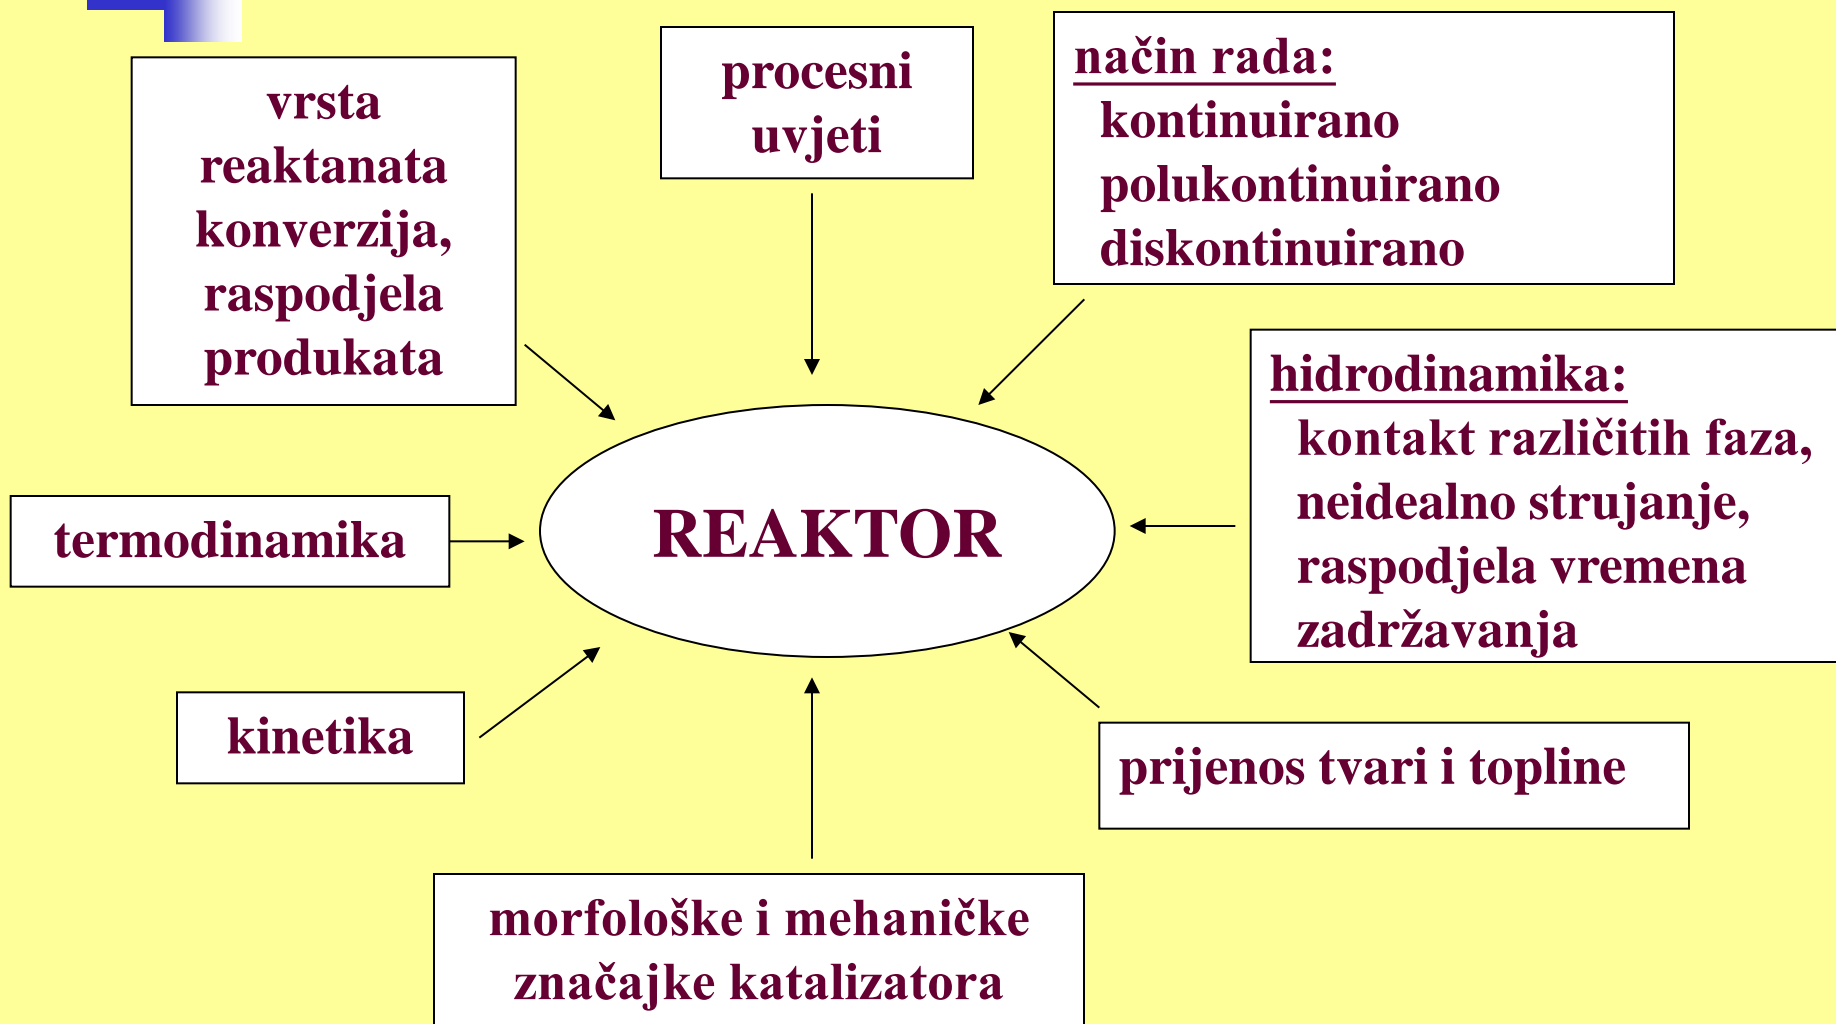 vrsta
reaktanata
konverzija,
raspodjela
produkata
procesni
uvjeti
način rada:
kontinuirano
polukontinuirano
diskontinuirano
hidrodinamika:
kontakt različitih faza,
neidealno strujanje,
raspodjela vremena
zadržavanja
termodinamika
REAKTOR
kinetika
prijenos tvari i topline
morfološke i mehaničke
značajke katalizatora